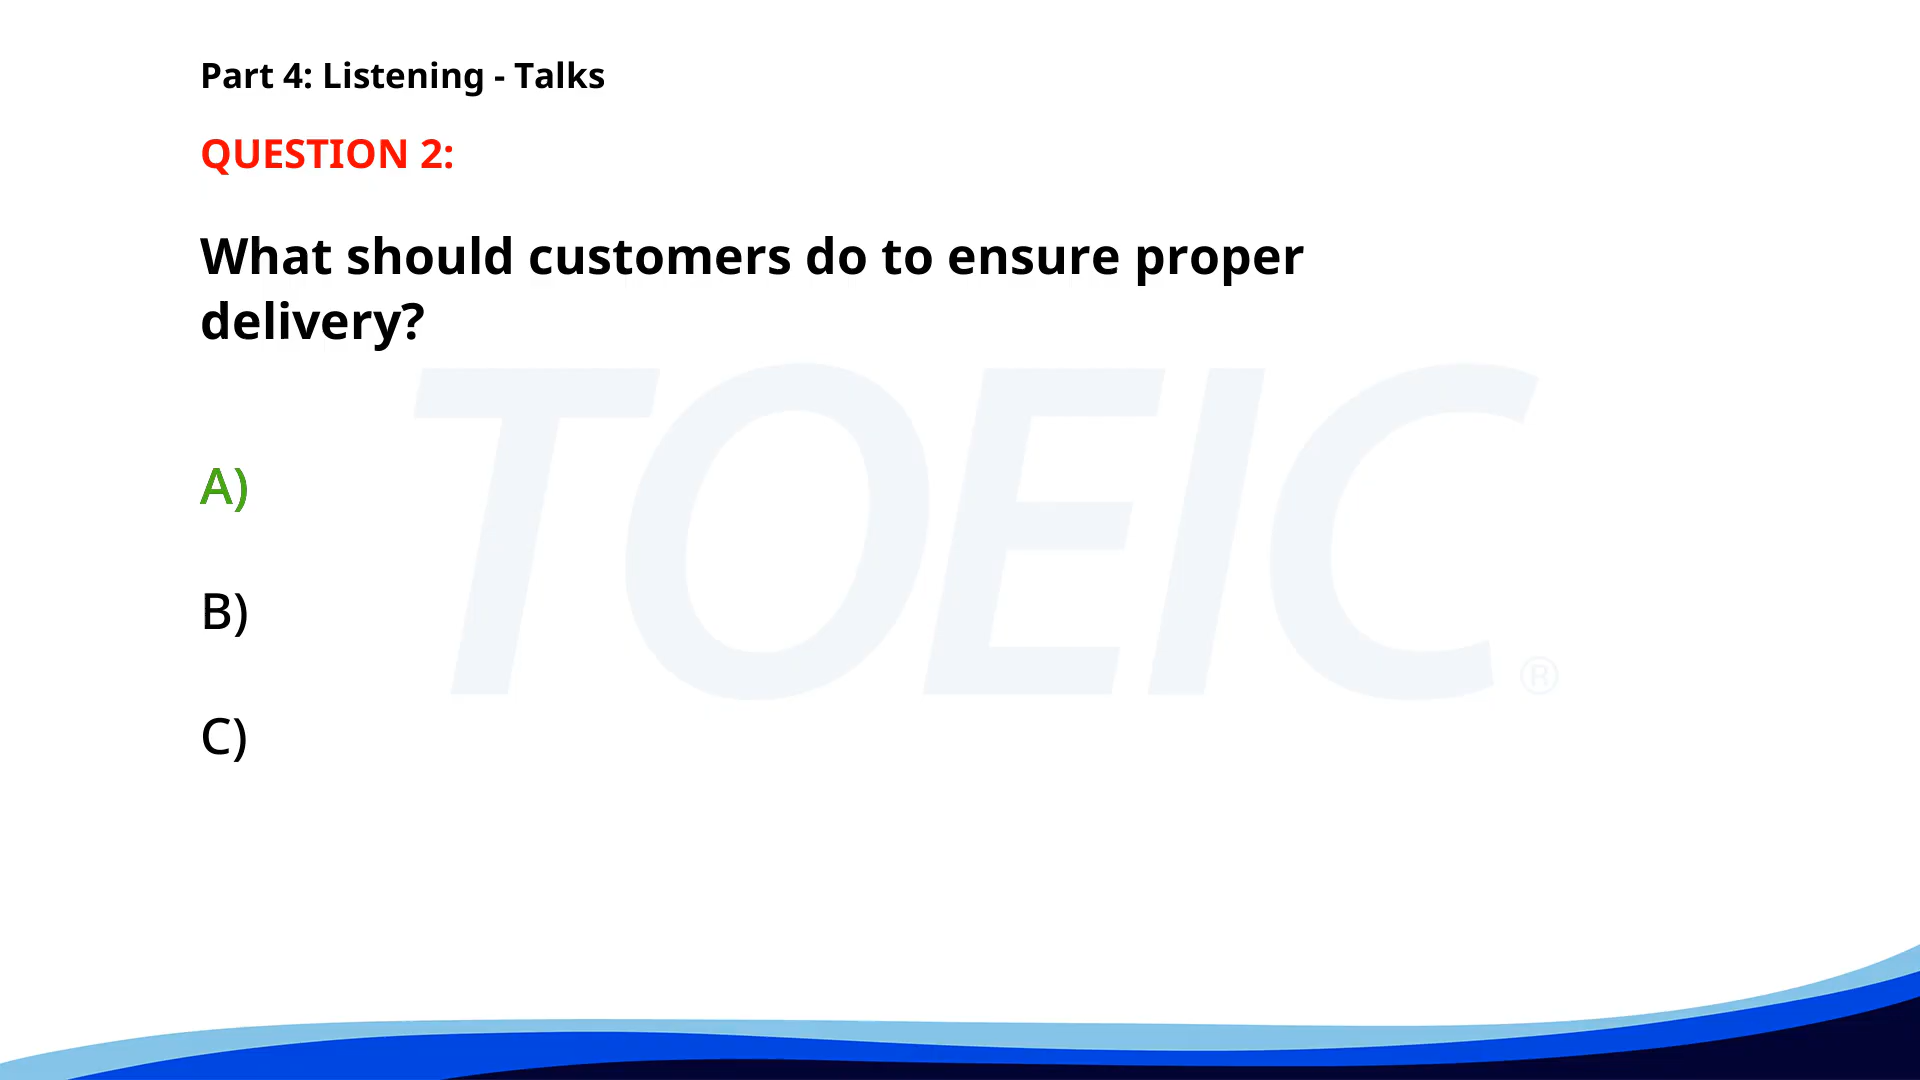 Part 4: Listening - Talks
QUESTION 2:
What should customers do to ensure proper
delivery?
TOEIC®
A)
B)
C)